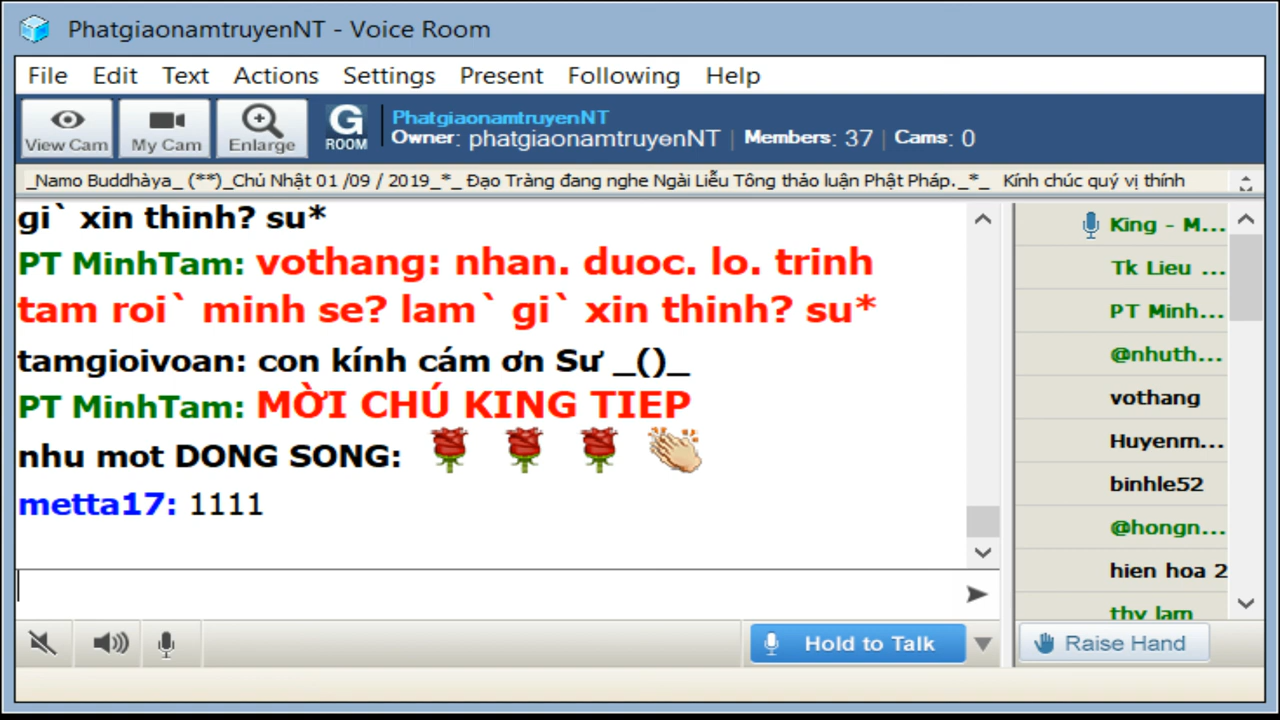 PhatgiaonamtruyenNT - Voice Room
File Edit Text Actions Settings Present Following Help
View Cam My Cam Enlarge G ROOM
PhatgiaonamtruyenNT
Owner: phatgiaonamtruyenNT | Members: 37 | Cams: 0
_Namo Buddhàya_ (**)_Chủ Nhật 01 /09 / 2019_*_ Đạo Tràng đang nghe Ngài Liễu Tông thảo luận Phật Pháp._*_ Kính chúc quý vị thính
gi` xin thinh? su*
PT MinhTam: vothang: nhan. duoc. lo. trinh
tam roi` minh se? lam` gi` xin thinh? su*
tamgioivoan: con kính cám ơn Sư _()_
PT MinhTam: MỜI CHÚ KING TIEP
nhu mot DONG SONG:
metta17: 1111
King - M...
Tk Lieu ...
PT Minh...
@nhuth...
vothang
Huyenm...
binhle52
@hongn...
hien hoa 2
thy lam
Hold to Talk
Raise Hand